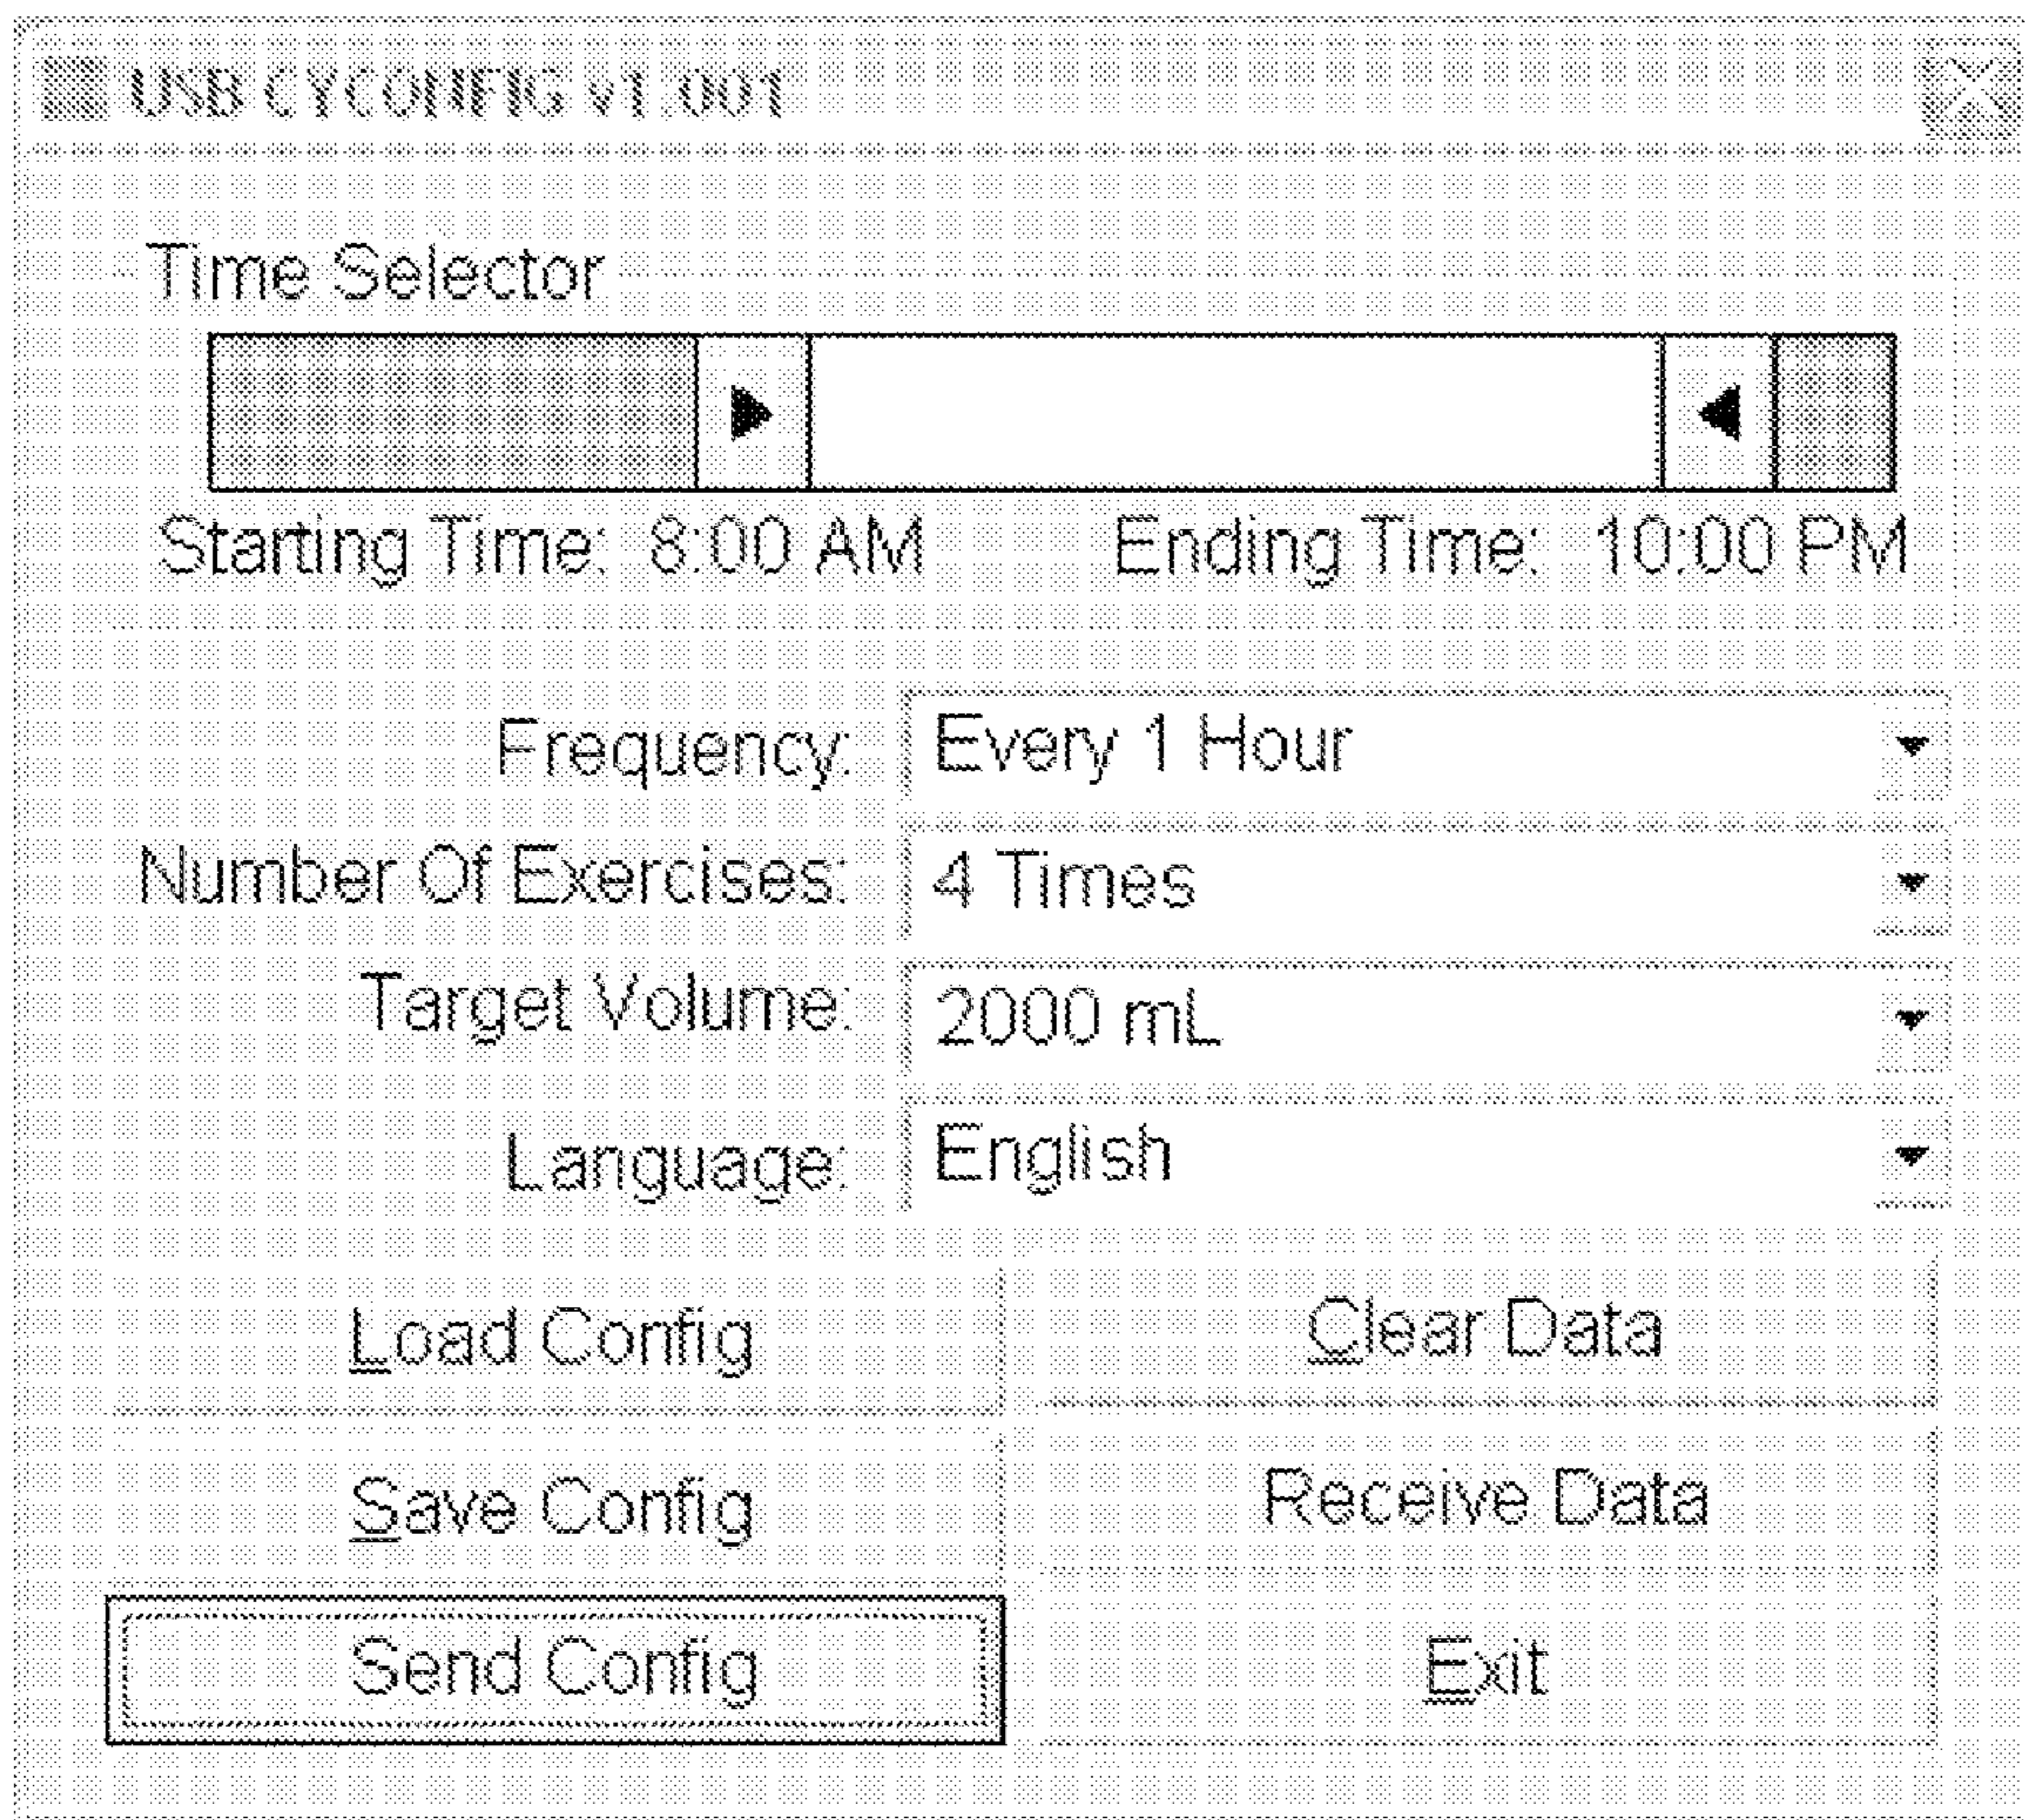 USB CYCONFIG v1.001
Time Selector
Starting Time: 8:00 AM Ending Time: 10:00 PM
Frequency: Every 1 Hour
Number Of Exercises: 4 Times
Target Volume: 2000 mL
Language: English
Load Config Clear Data
Save Config Receive Data
Send Config Exit